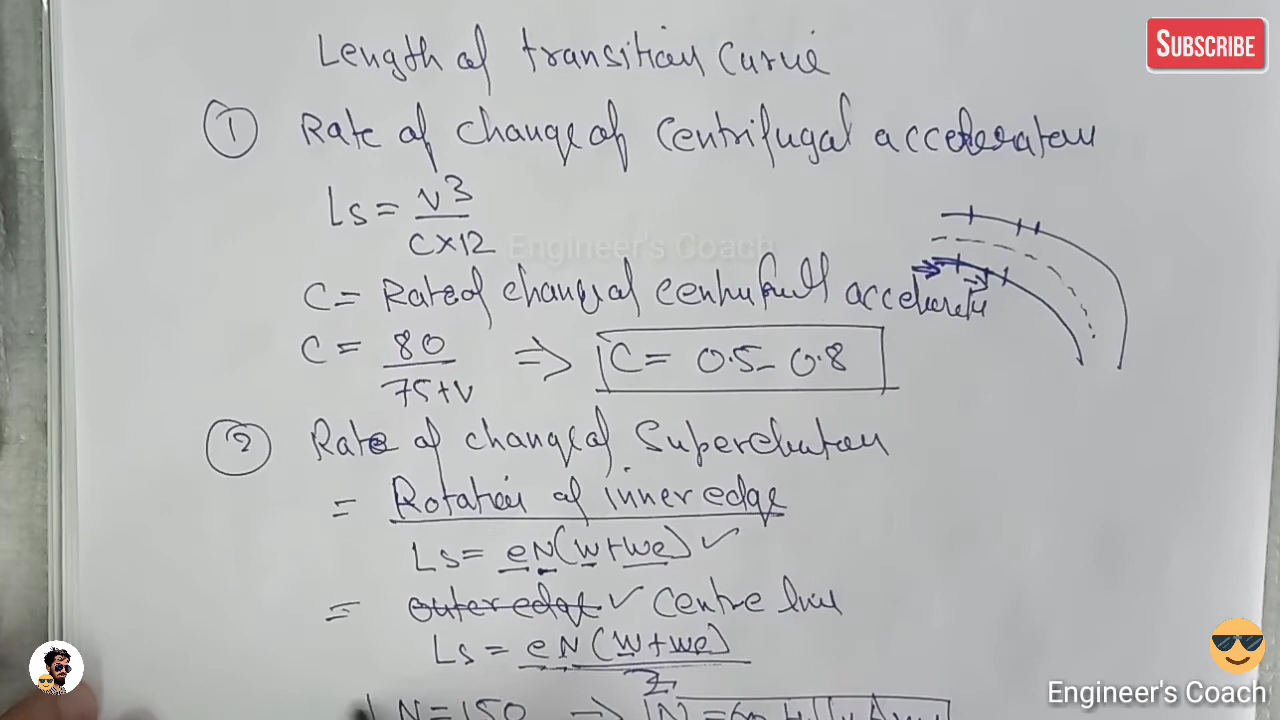 Length of transition Curve
SUBSCRIBE
① Rate of change of Centrifugal acceleration
Ls = v3
C×12
Engineer's Coach
C = Rate of change of
C = 80 => C = 0.5 - 0.8
75+V
② Rate of change of Superelevation
= Rotation of inner edge
Ls = eN(w+we) ✓
= outer edge ✓ Centre line
Ls = eN(w+we)
2
N=150 => N=60
Engineer's Coach